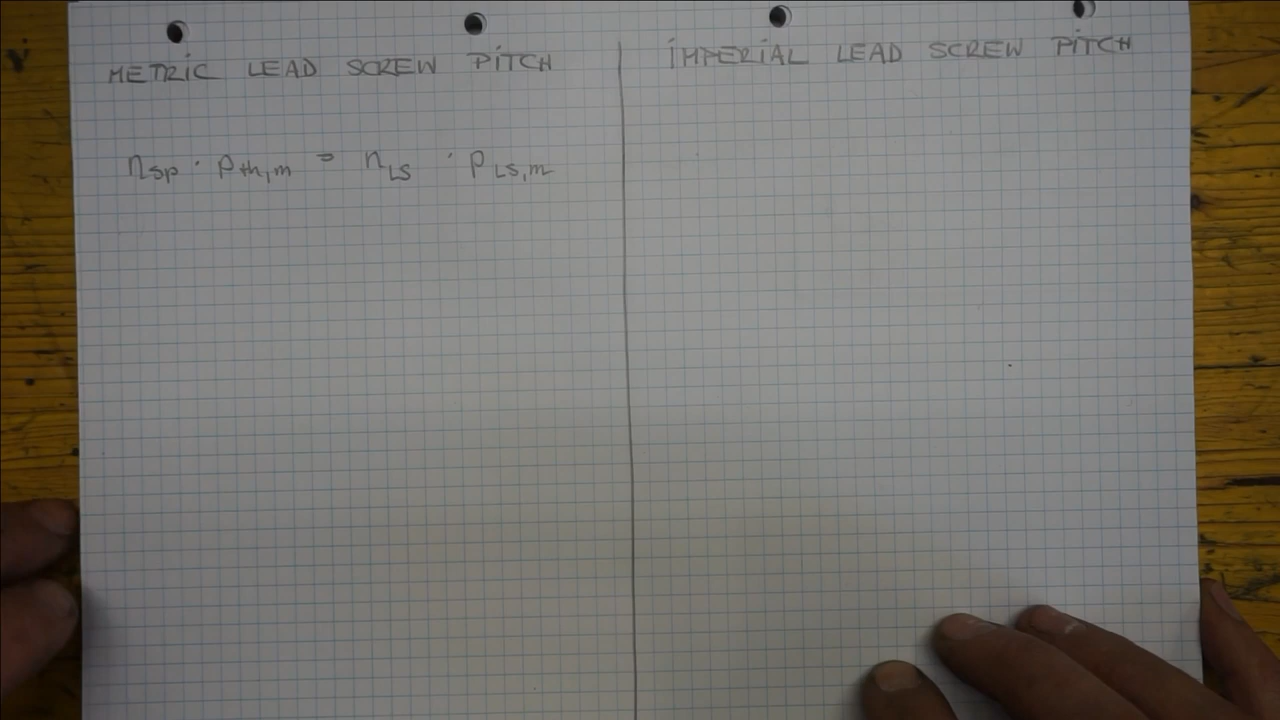 METRIC LEAD SCREW PITCH
n_sp · p_th,m = n_LS · p_LS,m
IMPERIAL LEAD SCREW PITCH